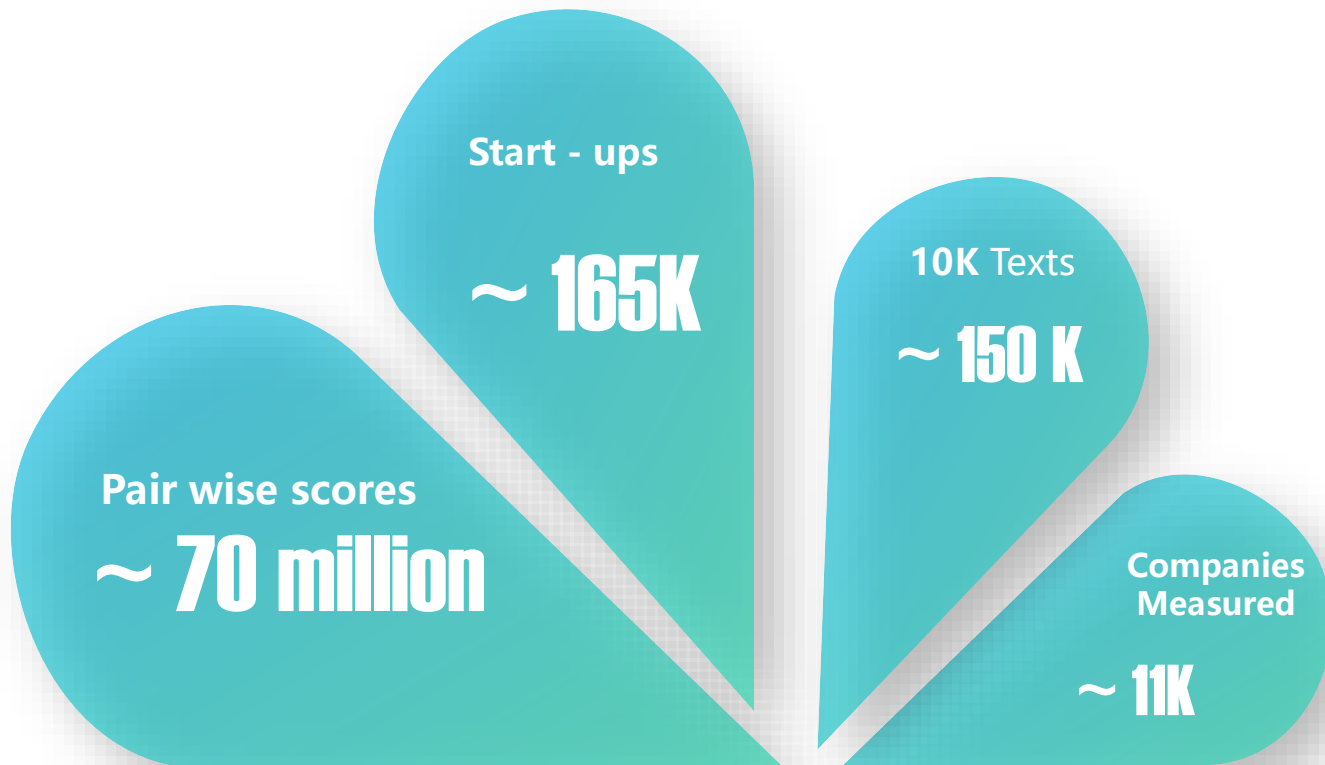 Start - ups
~ 165K
10K Texts
~ 150 K
Pair wise scores
~ 70 million
Companies
Measured
~ 11K